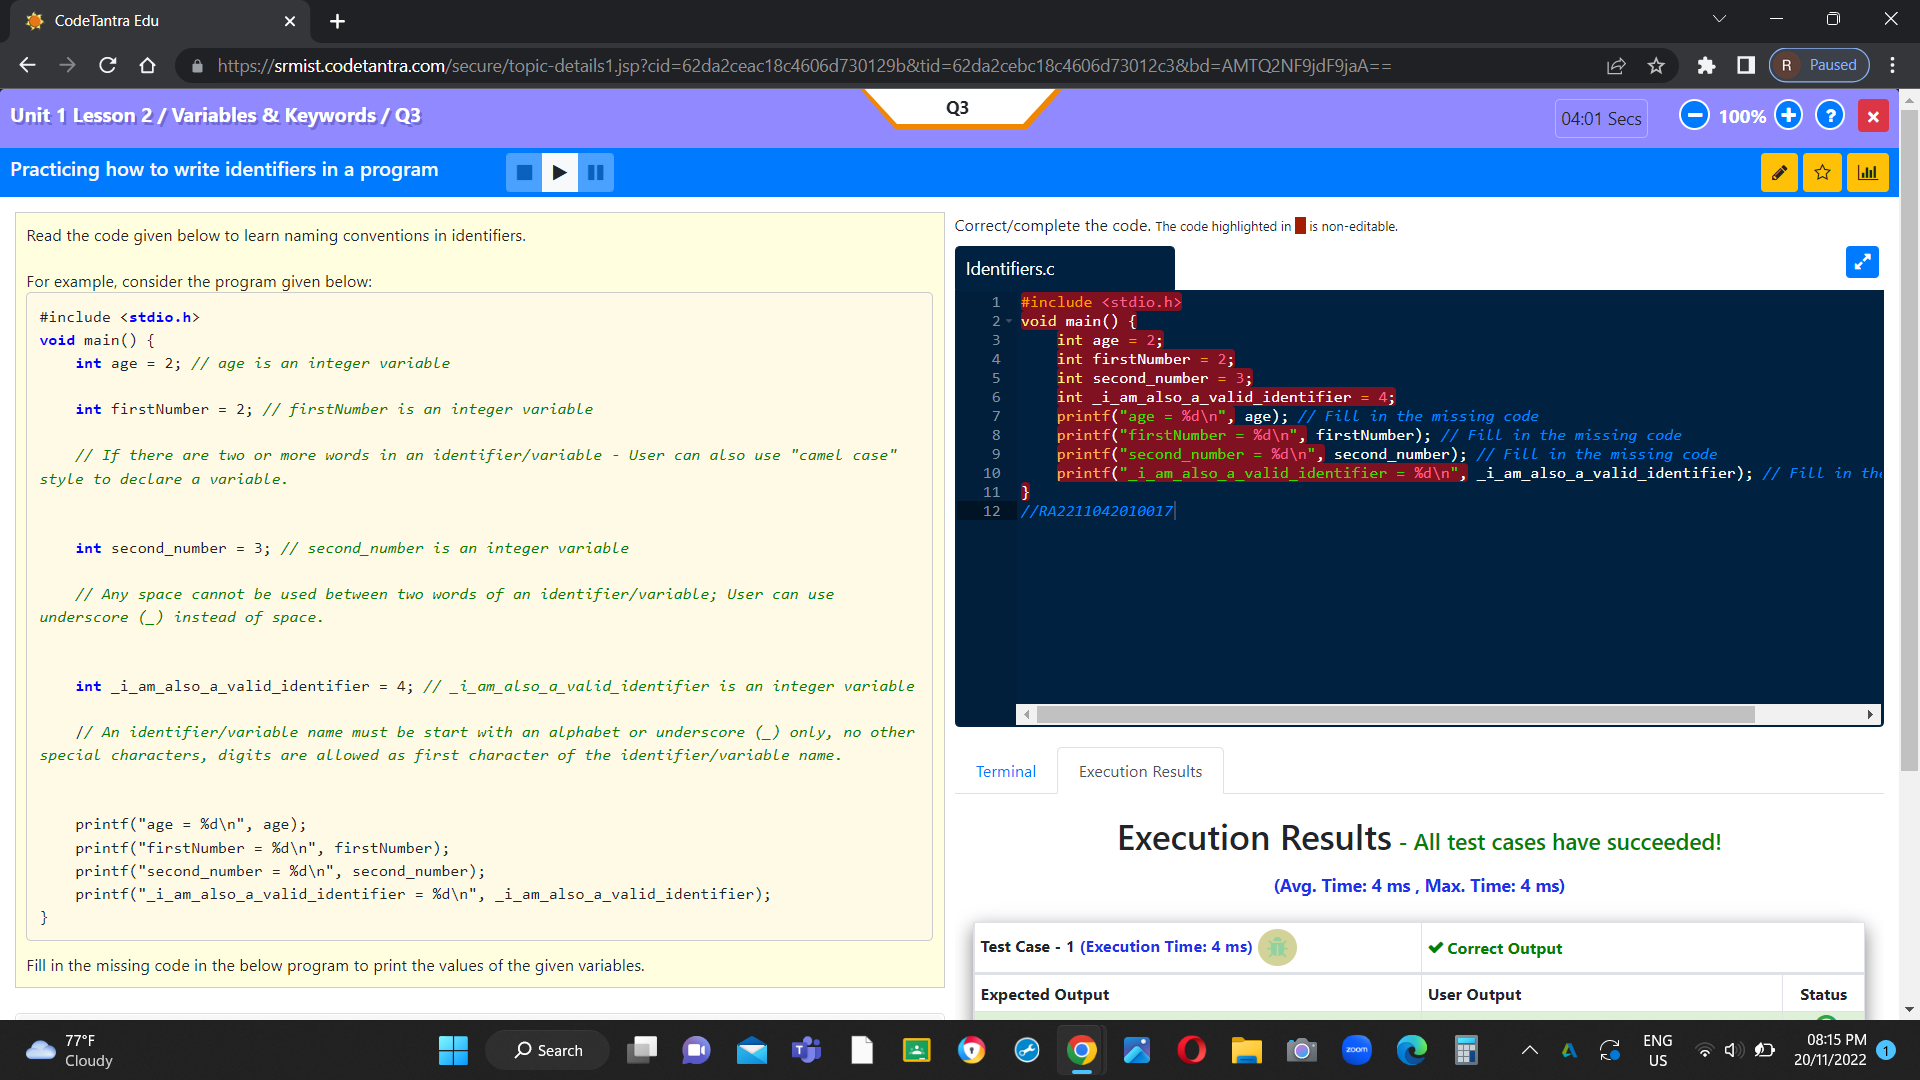 CodeTantra Edu
https://srmist.codetantra.com/secure/topic-details1.jsp?cid=62da2ceac18c4606d730129b&tid=62da2cebc18c4606d73012c3&bd=AMTQ2NF9jdF9jaA==
R Paused
Unit 1 Lesson 2 / Variables & Keywords / Q3
Q3
04:01 Secs
100%
?
Practicing how to write identifiers in a program
Read the code given below to learn naming conventions in identifiers.
For example, consider the program given below:
#include <stdio.h>
void main() {
int age = 2; // age is an integer variable
int firstNumber = 2; // firstNumber is an integer variable
// If there are two or more words in an identifier/variable - User can also use "camel case"
style to declare a variable.
int second_number = 3; // second_number is an integer variable
// Any space cannot be used between two words of an identifier/variable; User can use
underscore (_) instead of space.
int _i_am_also_a_valid_identifier = 4; // _i_am_also_a_valid_identifier is an integer variable
// An identifier/variable name must be start with an alphabet or underscore (_) only, no other
special characters, digits are allowed as first character of the identifier/variable name.
printf("age = %d\n", age);
printf("firstNumber = %d\n", firstNumber);
printf("second_number = %d\n", second_number);
printf("_i_am_also_a_valid_identifier = %d\n", _i_am_also_a_valid_identifier);
}
Fill in the missing code in the below program to print the values of the given variables.
Correct/complete the code. The code highlighted in is non-editable.
Identifiers.c
1 #include <stdio.h>
2 void main() {
3 int age = 2;
4 int firstNumber = 2;
5 int second_number = 3;
6 int _i_am_also_a_valid_identifier = 4;
7 printf("age = %d\n", age); // Fill in the missing code
8 printf("firstNumber = %d\n", firstNumber); // Fill in the missing code
9 printf("second_number = %d\n", second_number); // Fill in the missing code
10 printf("_i_am_also_a_valid_identifier = %d\n", _i_am_also_a_valid_identifier); // Fill in the
11 }
12 //RA2211042010017
Terminal
Execution Results
Execution Results - All test cases have succeeded!
(Avg. Time: 4 ms , Max. Time: 4 ms)
Test Case - 1 (Execution Time: 4 ms)
Correct Output
Expected Output
User Output
Status
77°F
Cloudy
Search
zoom
ENG
US
08:15 PM
20/11/2022
1